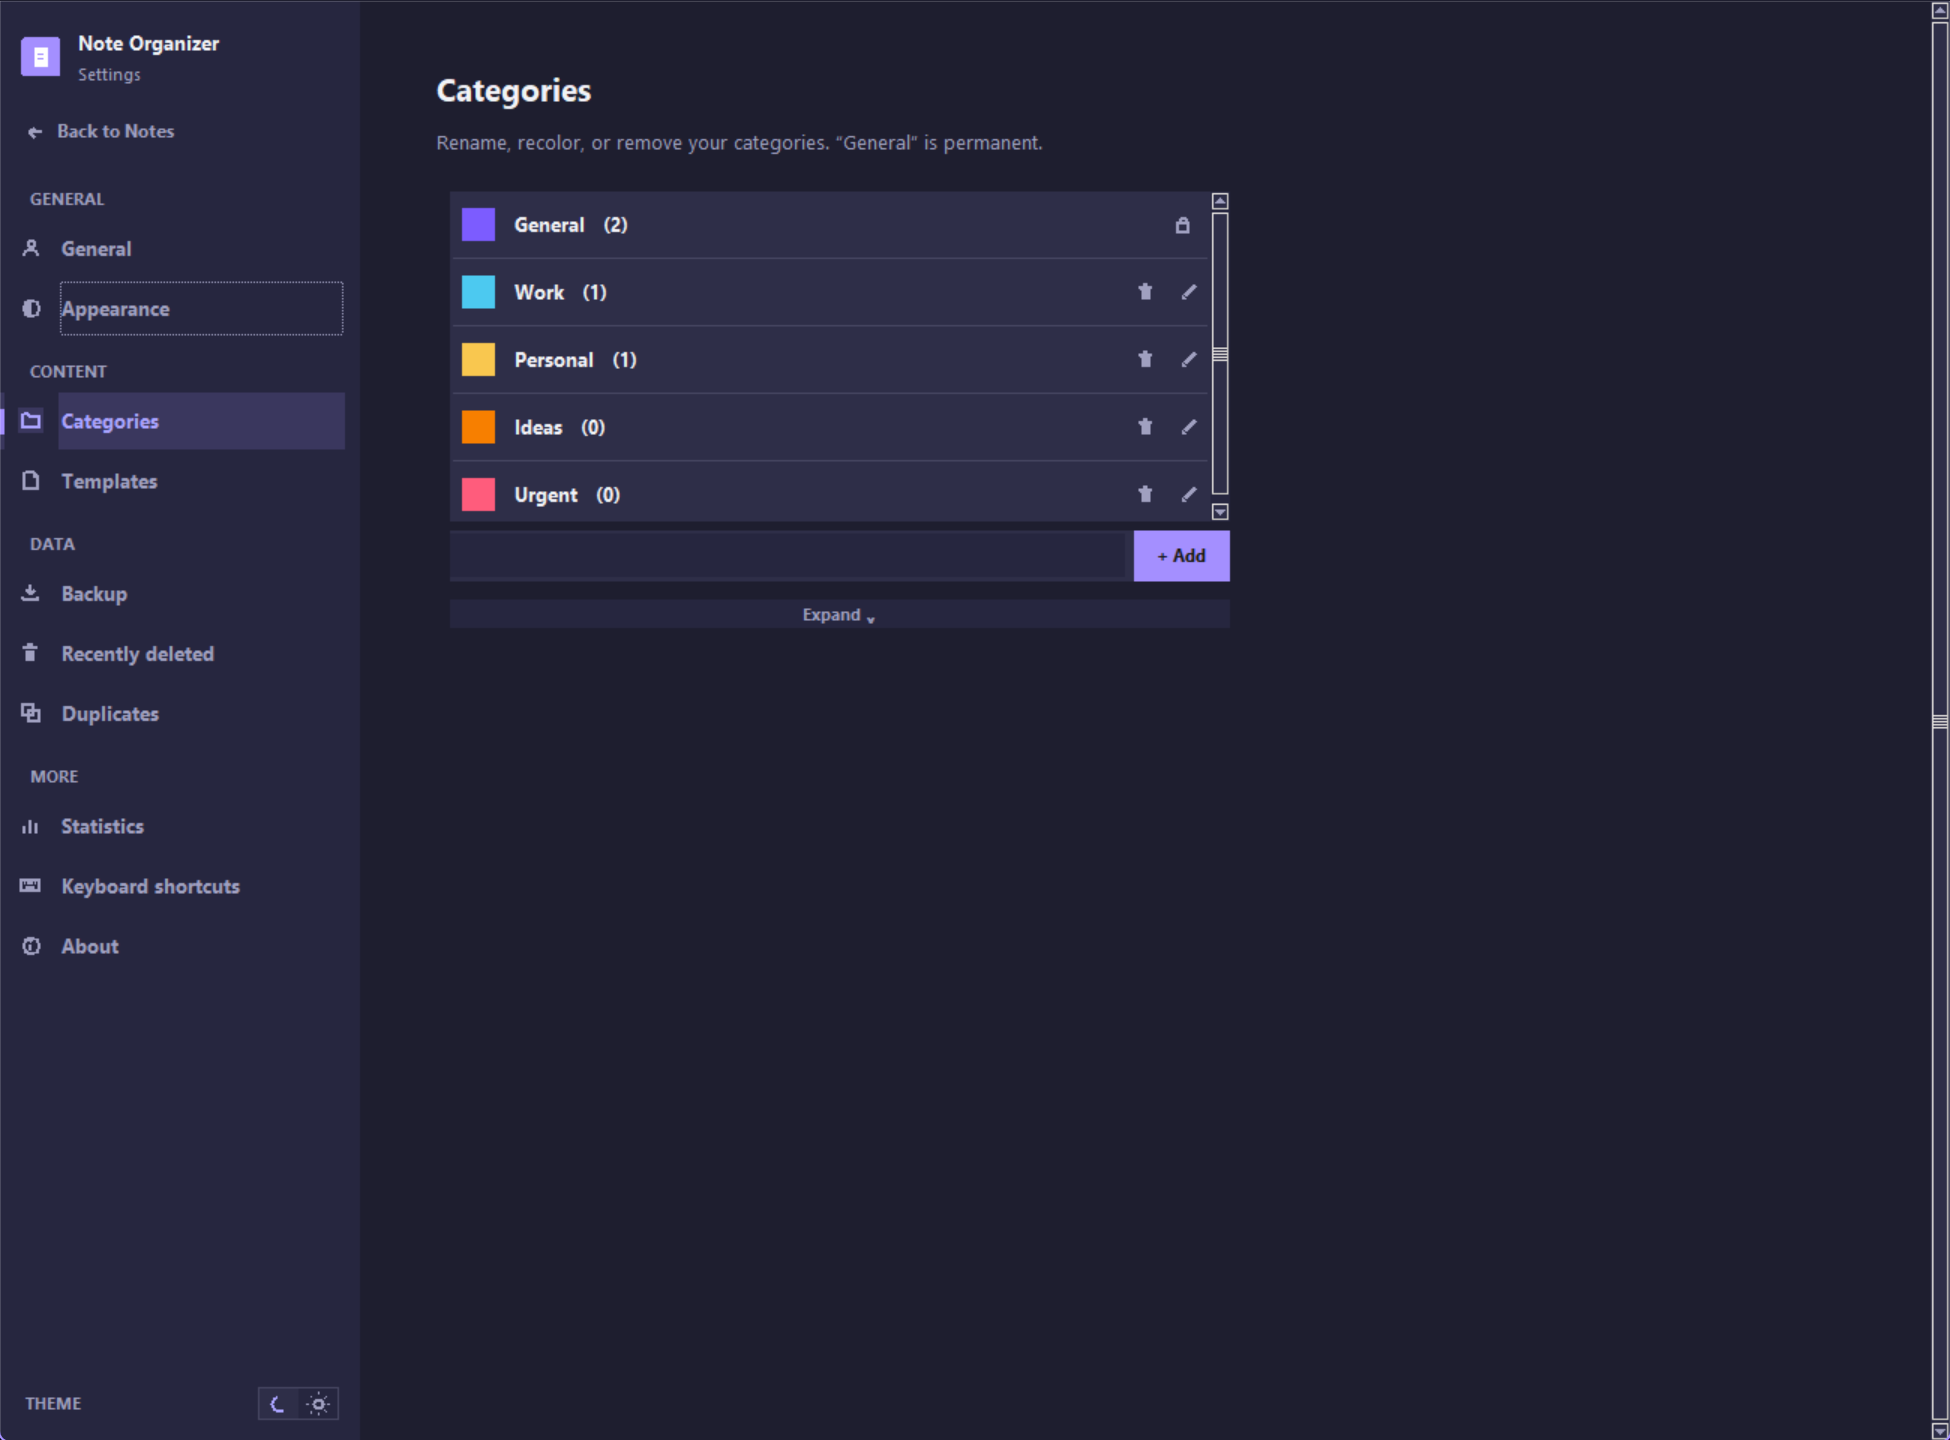 Note Organizer
Settings
Back to Notes
GENERAL
General
Appearance
CONTENT
Categories
Templates
DATA
Backup
Recently deleted
Duplicates
MORE
Statistics
Keyboard shortcuts
About
THEME
Categories
Rename, recolor, or remove your categories. "General" is permanent.
General (2)
Work (1)
Personal (1)
Ideas (0)
Urgent (0)
+ Add
Expand